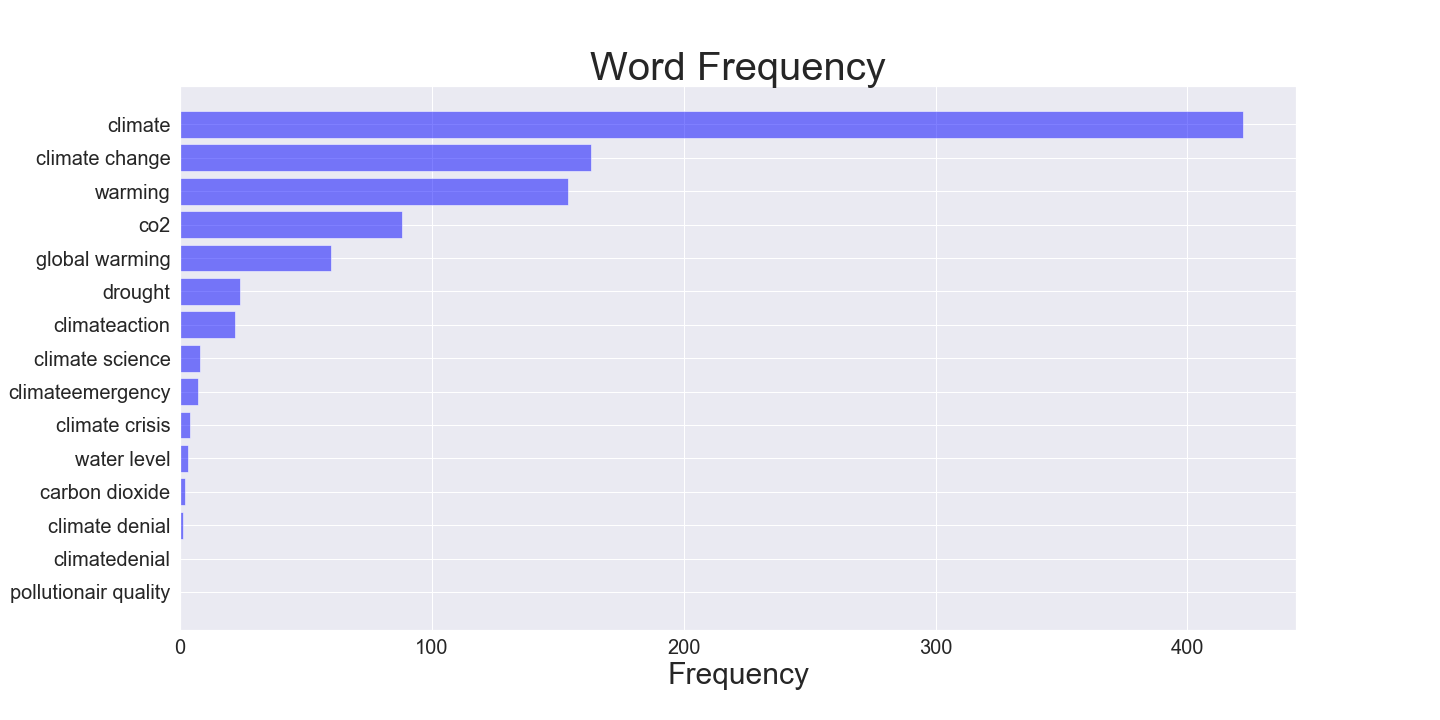 Word Frequency
climate
climate change
warming
co2
global warming
drought
climateaction
climate science
climateemergency
climate crisis
water level
carbon dioxide
climate denial
climatedenial
pollutionair quality
0 100 200 300 400
Frequency